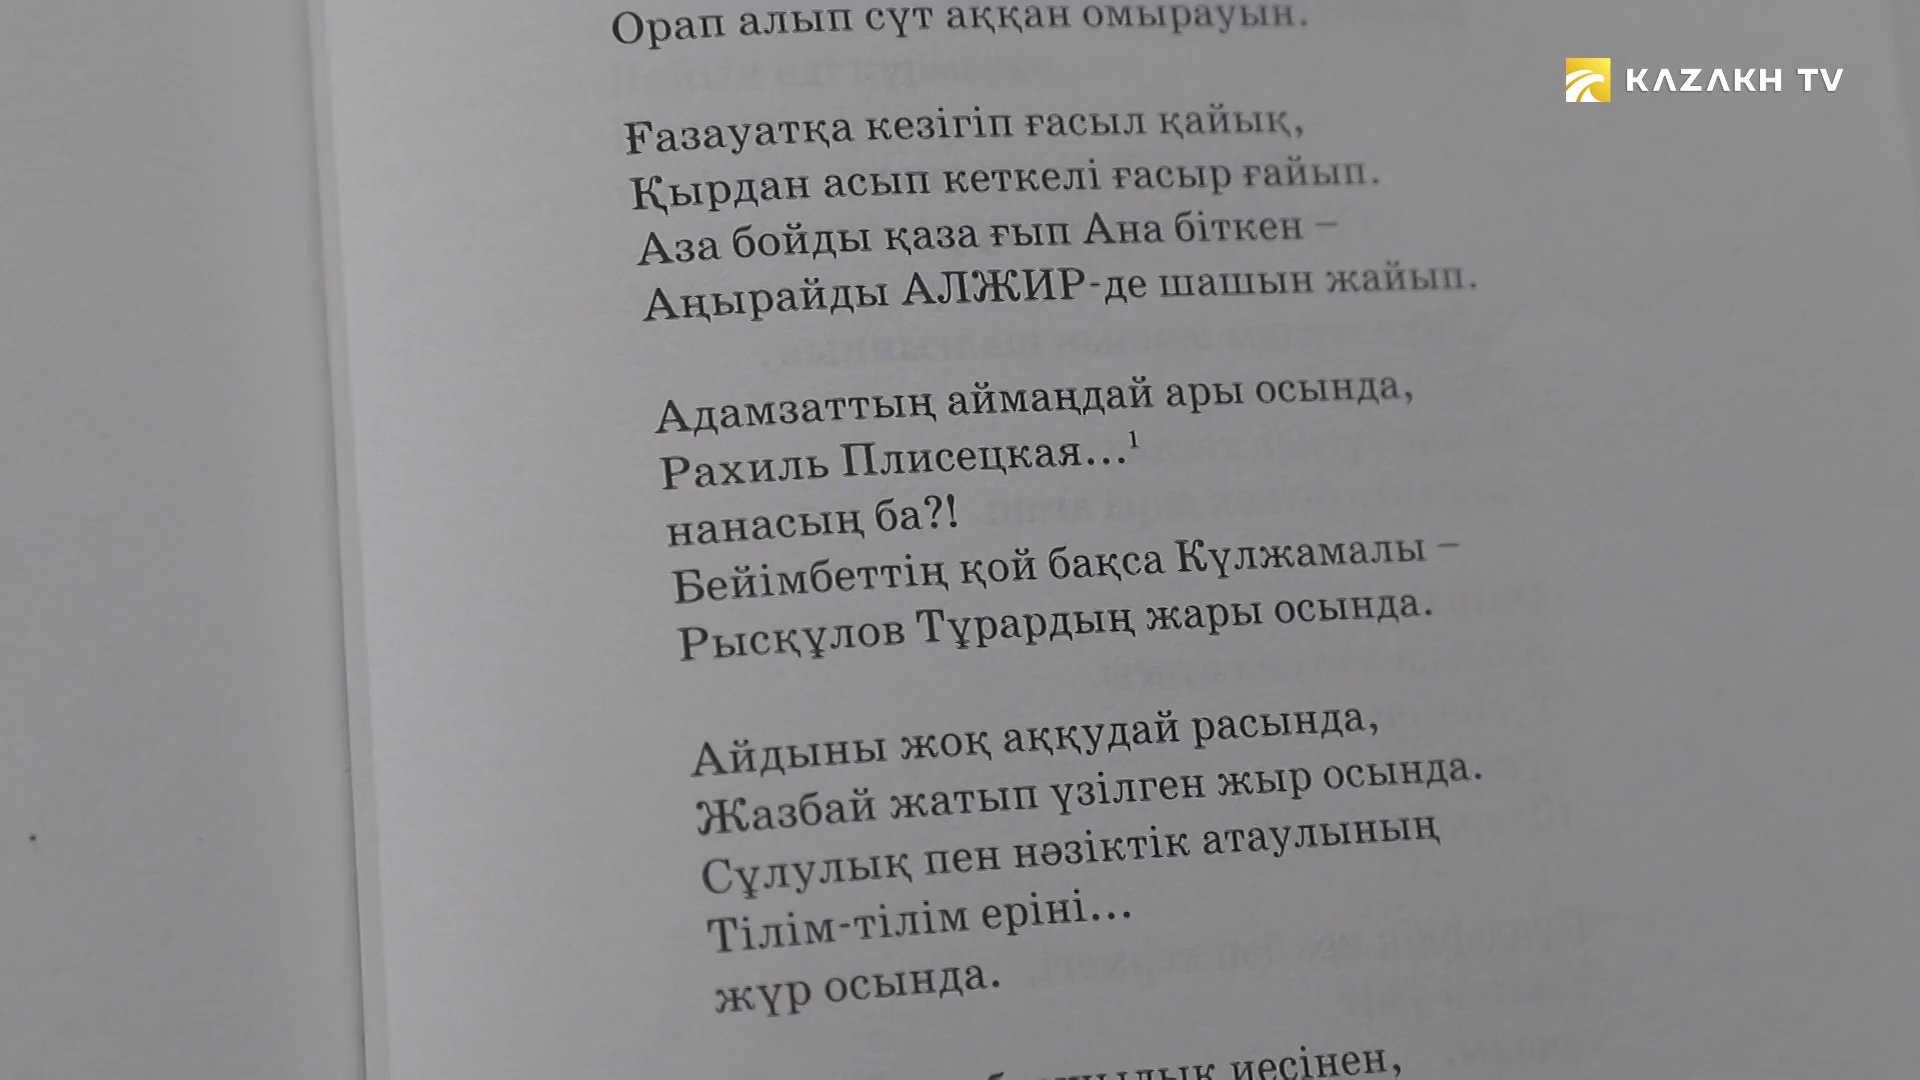 Орап алып сүт аққан омырауын.
KAZAKH TV
Ғазауатқа кезігіп ғасыл қайық,
Қырдан асып кеткелі ғасыр ғайып.
Аза бойды қаза ғып Ана біткен –
Аңырайды АЛЖИР-де шашын жайып.
Адамзаттың аймаңдай ары осында,
Рахиль Плисецкая...1
нанасың ба?!
Бейімбеттің қой бақса Күлжамалы –
Рысқұлов Тұрардың жары осында.
Айдыны жоқ аққудай расында,
Жазбай жатып үзілген жыр осында.
Сұлулық пен нәзіктік атаулының
Тілім-тілім еріні...
жүр осында.
иесінен,